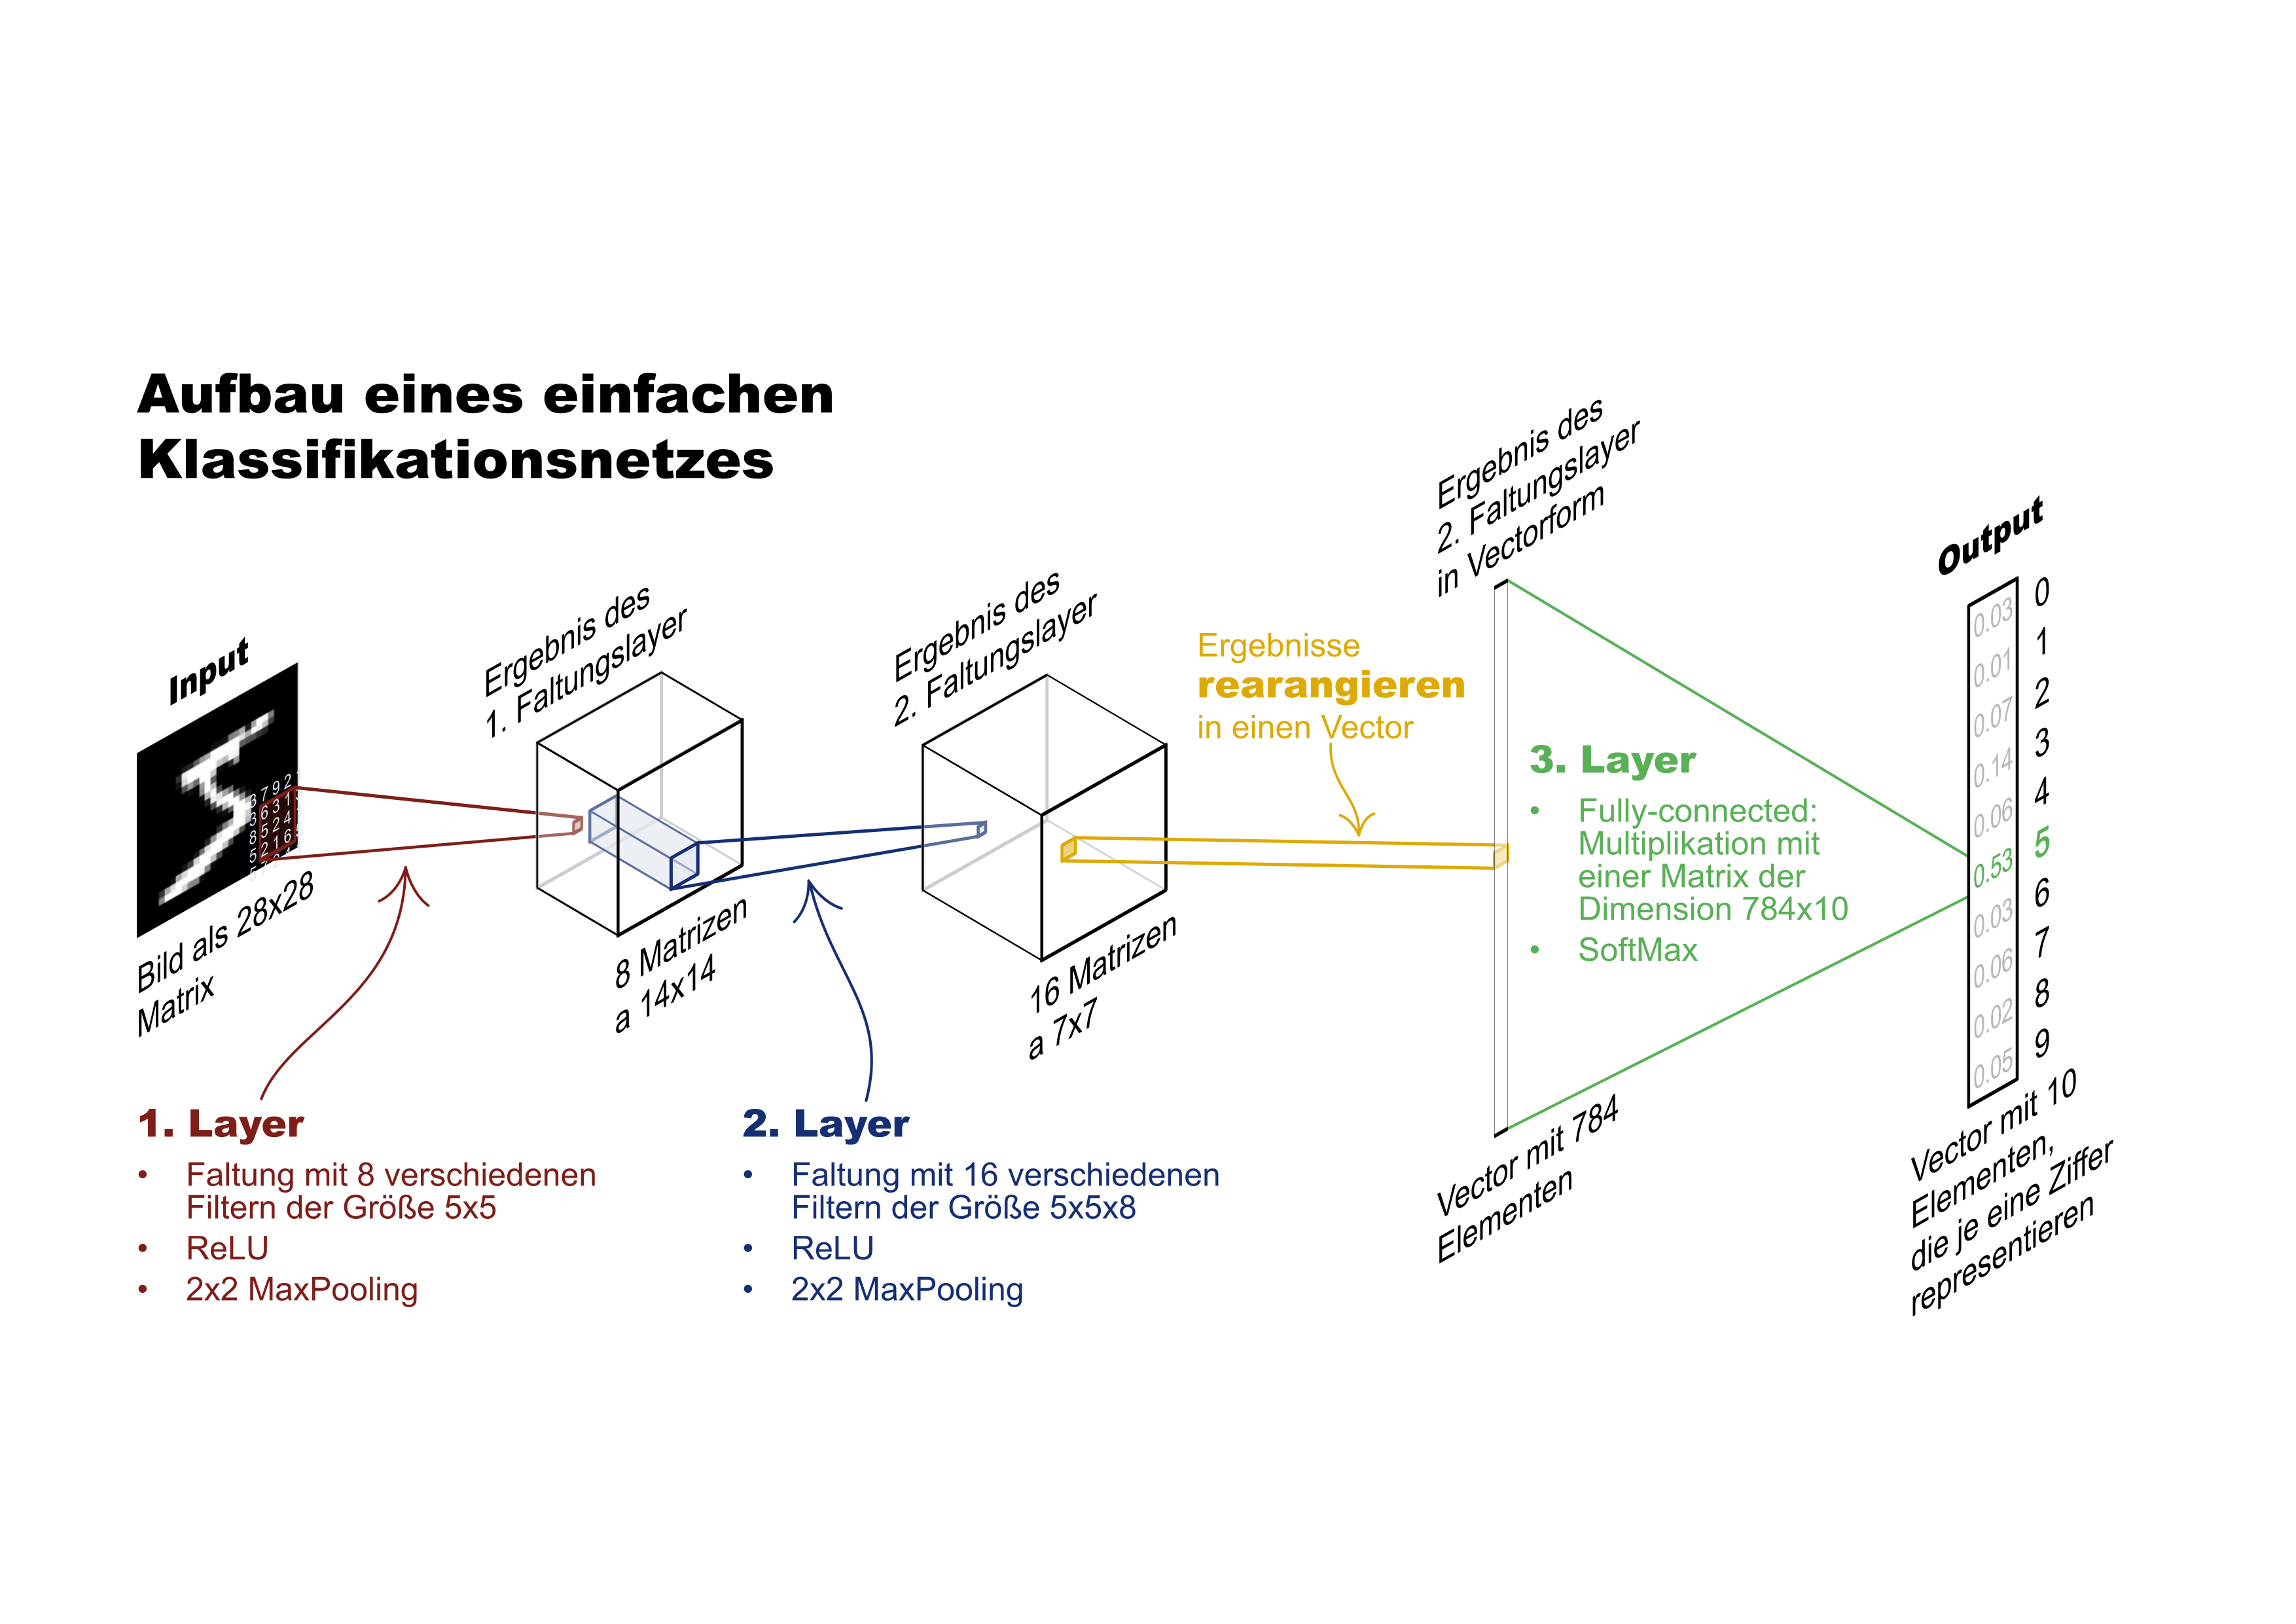 Aufbau eines einfachen
Klassifikationsnetzes
Input
Bild als 28x28
Matrix
Ergebnis des
1. Faltungslayer
8 Matrizen
a 14x14
Ergebnis des
2. Faltungslayer
16 Matrizen
a 7x7
Ergebnisse
rearangieren
in einen Vector
Ergebnis des
2. Faltungslayer
in Vectorform
Vector mit 784
Elementen
3. Layer
• Fully-connected:
Multiplikation mit
einer Matrix der
Dimension 784x10
• SoftMax
Output
0.03 0
0.01 1
0.07 2
0.14 3
0.06 4
0.53 5
0.03 6
0.06 7
0.02 8
0.05 9
Vector mit 10
Elementen,
die je eine Ziffer
representieren
1. Layer
• Faltung mit 8 verschiedenen
Filtern der Größe 5x5
• ReLU
• 2x2 MaxPooling
2. Layer
• Faltung mit 16 verschiedenen
Filtern der Größe 5x5x8
• ReLU
• 2x2 MaxPooling